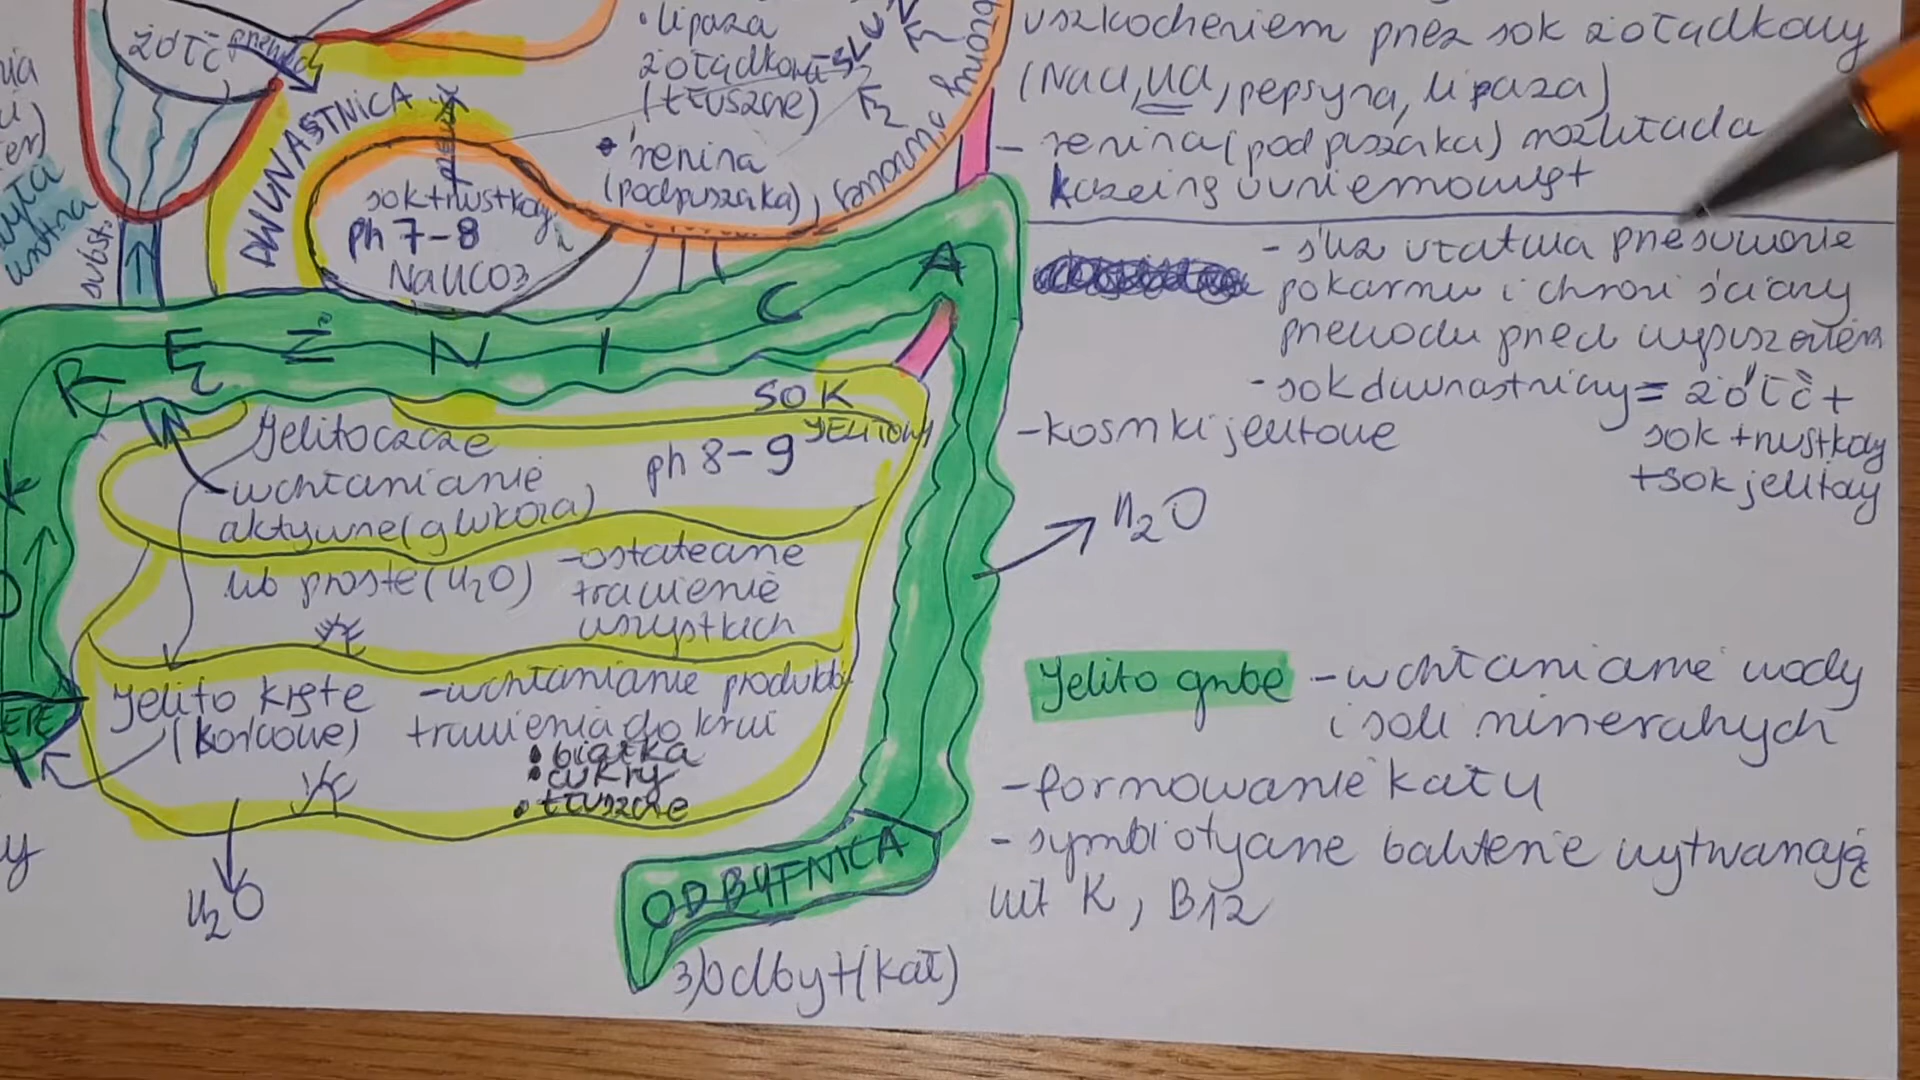 uszkodzeniem przez sok żołądkowy
(NaCl, HCl, pepsyna, lipaza)
- renina (podpuszczka) rozkłada
kazeinę u niemowląt
- śluz ułatwia przesuwanie
pokarmu i chroni ściany
przewodu przed wypuszczeniem
- sok dwunastniczy = żółć +
sok trzustkowy
+ sok jelitowy
- kosmki jelitowe
H2O
Jelito grube - wchłanianie wody
i soli mineralnych
- formowanie kału
- symbiotyczne bakterie wytwarzają
wit K, B12
żółć
DWUNASTNICA
• lipaza
żołądkowa
(tłuszcze)
• renina
(podpuszczka)
sok trzustkowy
pH 7-8
NaHCO3
subst.
OKRĘŻNICA
SOK
JELITOWY
pH 8-9
Jelito czcze
- wchłanianie
aktywne (glukoza)
lub proste (H2O)
- ostateczne
trawienie
wszystkich
Jelito kręte
(końcowe)
- wchłanianie produktów
trawienia do krwi
• białka
• cukry
• tłuszcze
H2O
ODBYTNICA
3) Odbyt (kał)